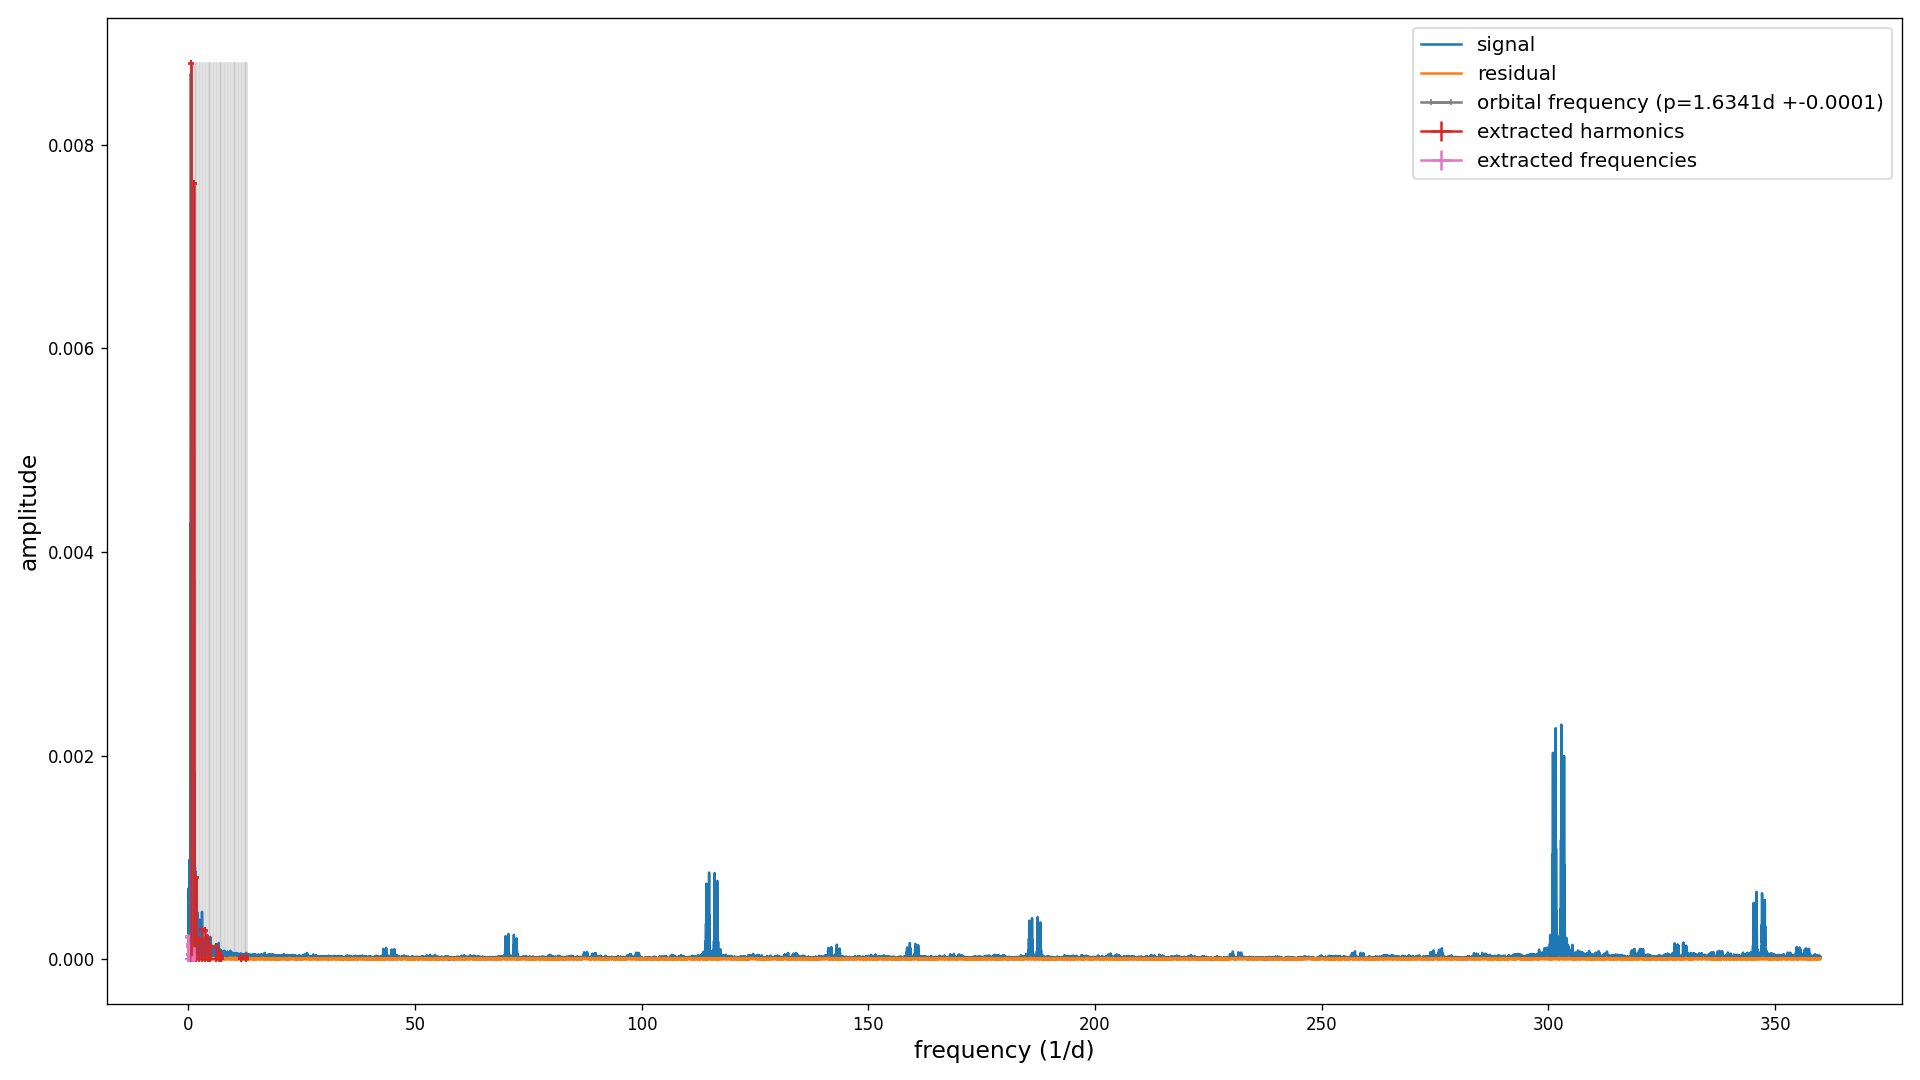 signal
residual
orbital frequency (p=1.6341d +-0.0001)
extracted harmonics
extracted frequencies
0.008
0.006
0.004
0.002
0.000
amplitude
0 50 100 150 200 250 300 350
frequency (1/d)